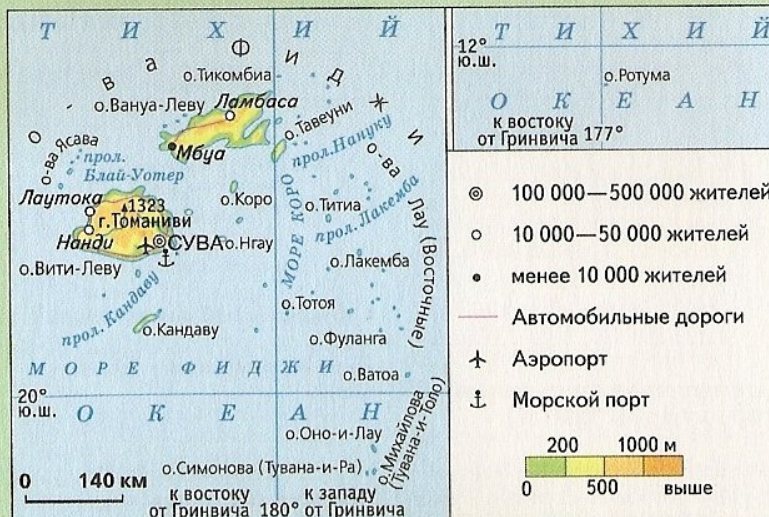 Т И Х И Й
О - в а Ф и д ж и
о.Тикомбиа
о.Вануа-Леву
Ламбаса
о.Тавеуни
о-ва Ясава
прол.
Блай-Уотер
Мбуа
прол.Нануку
о-ва Лау (Восточные)
Лаутока
1323
г.Томаниви
Нанди
СУВА
о.Вити-Леву
о.Коро
о.Нгау
МОРЕ КОРО
о.Титиа
прол.Лакемба
о.Лакемба
о.Тотоя
прол. Кандаву
о.Кандаву
о.Фуланга
М О Р Е Ф И Д Ж И
о.Ватоа
20°
ю.ш.
О К Е А Н
о.Оно-и-Лау
о.Михайлова
(Тувана-и-Толо)
о.Симонова (Тувана-и-Ра)
0 140 км
к востоку
от Гринвича
180°
к западу
от Гринвича
Т И Х И Й
12°
ю.ш.
о.Ротума
О К Е А Н
к востоку
от Гринвича 177°
100 000—500 000 жителей
10 000—50 000 жителей
менее 10 000 жителей
Автомобильные дороги
Аэропорт
Морской порт
200 1000 м
0 500 выше